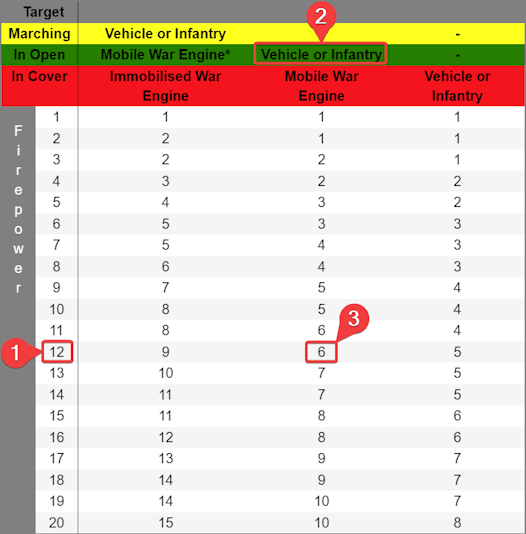 Target
2
Marching Vehicle or Infantry -
In Open Mobile War Engine* Vehicle or Infantry -
In Cover Immobilised War Engine Mobile War Engine Vehicle or Infantry
Firepower
1 1 1 1
2 2 1 1
3 2 2 1
4 3 2 2
5 4 3 2
6 5 3 3
7 5 4 3
8 6 4 3
9 7 5 4
10 8 5 4
3
11 8 6 4
1 12 9 6 5
13 10 7 5
14 11 7 5
15 11 8 6
16 12 8 6
17 13 9 7
18 14 9 7
19 14 10 7
20 15 10 8